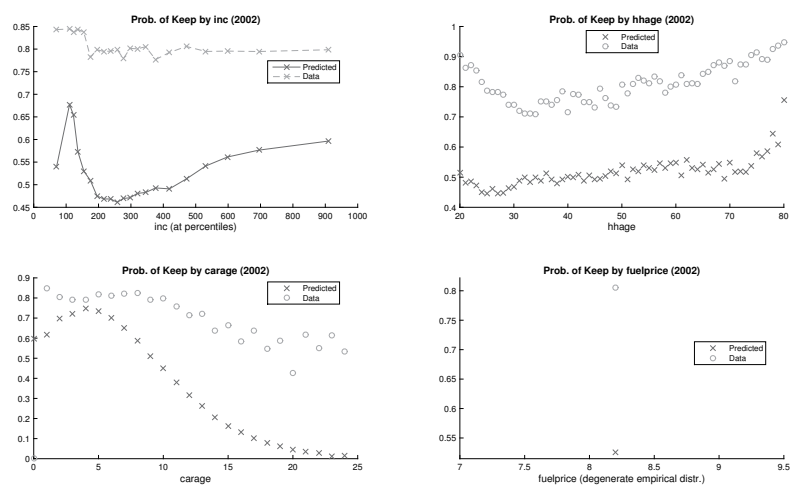 Prob. of Keep by inc (2002)
0.85
0.8
0.75
0.7
0.65
0.6
0.55
0.5
0.45
0 100 200 300 400 500 600 700 800 900 1000
inc (at percentiles)
Predicted
Data
Prob. of Keep by hhage (2002)
1
0.9
0.8
0.7
0.6
0.5
0.4
20 30 40 50 60 70 80
hhage
Predicted
Data
Prob. of Keep by carage (2002)
0.9
0.8
0.7
0.6
0.5
0.4
0.3
0.2
0.1
0
0 5 10 15 20 25
carage
Predicted
Data
Prob. of Keep by fuelprice (2002)
0.8
0.75
0.7
0.65
0.6
0.55
7 7.5 8 8.5 9 9.5
fuelprice (degenerate empirical distr.)
Predicted
Data